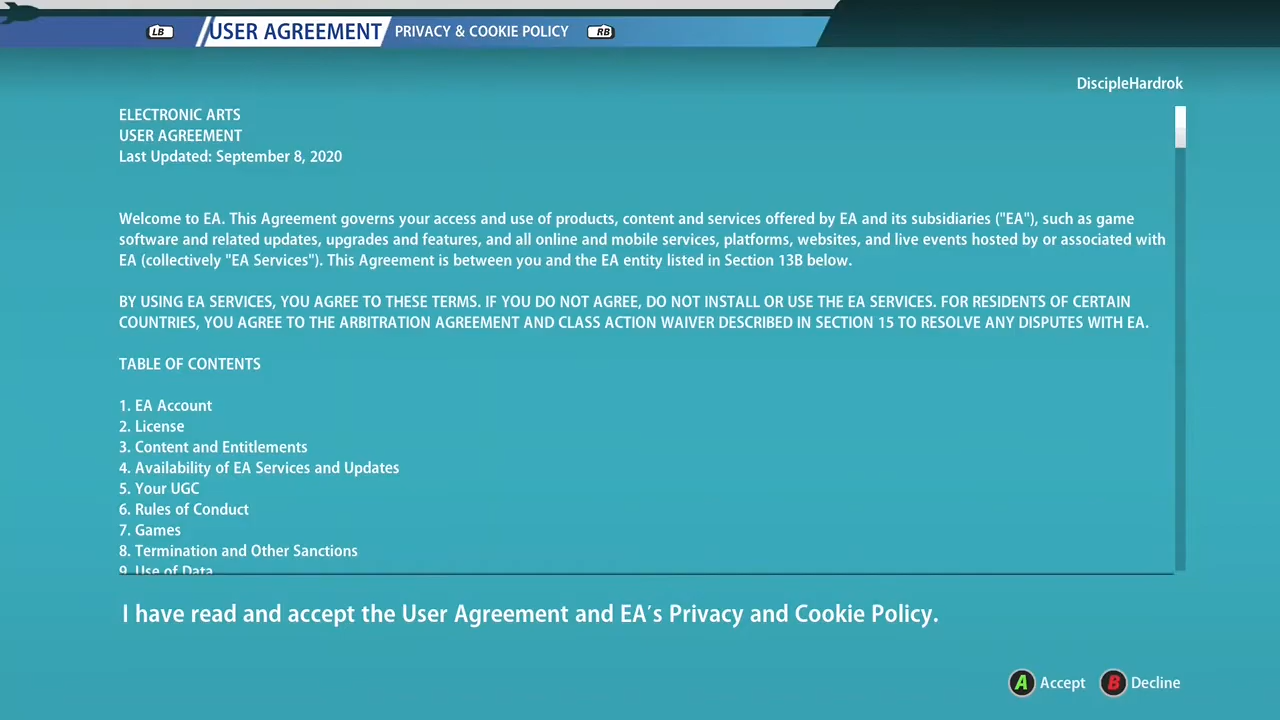 LB USER AGREEMENT PRIVACY & COOKIE POLICY RB
DiscipleHardrok
ELECTRONIC ARTS
USER AGREEMENT
Last Updated: September 8, 2020
Welcome to EA. This Agreement governs your access and use of products, content and services offered by EA and its subsidiaries ("EA"), such as game
software and related updates, upgrades and features, and all online and mobile services, platforms, websites, and live events hosted by or associated with
EA (collectively "EA Services"). This Agreement is between you and the EA entity listed in Section 13B below.
BY USING EA SERVICES, YOU AGREE TO THESE TERMS. IF YOU DO NOT AGREE, DO NOT INSTALL OR USE THE EA SERVICES. FOR RESIDENTS OF CERTAIN
COUNTRIES, YOU AGREE TO THE ARBITRATION AGREEMENT AND CLASS ACTION WAIVER DESCRIBED IN SECTION 15 TO RESOLVE ANY DISPUTES WITH EA.
TABLE OF CONTENTS
1. EA Account
2. License
3. Content and Entitlements
4. Availability of EA Services and Updates
5. Your UGC
6. Rules of Conduct
7. Games
8. Termination and Other Sanctions
9. Use of Data
I have read and accept the User Agreement and EA's Privacy and Cookie Policy.
A Accept B Decline